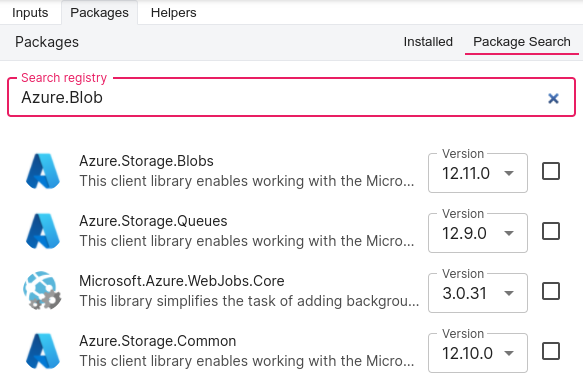 Inputs Packages Helpers
Packages Installed Package Search
Search registry
Azure.Blob
Azure.Storage.Blobs
This client library enables working with the Micro...
Version
12.11.0
Azure.Storage.Queues
This client library enables working with the Micro...
Version
12.9.0
Microsoft.Azure.WebJobs.Core
This library simplifies the task of adding backgrou...
Version
3.0.31
Azure.Storage.Common
This client library enables working with the Micro...
Version
12.10.0